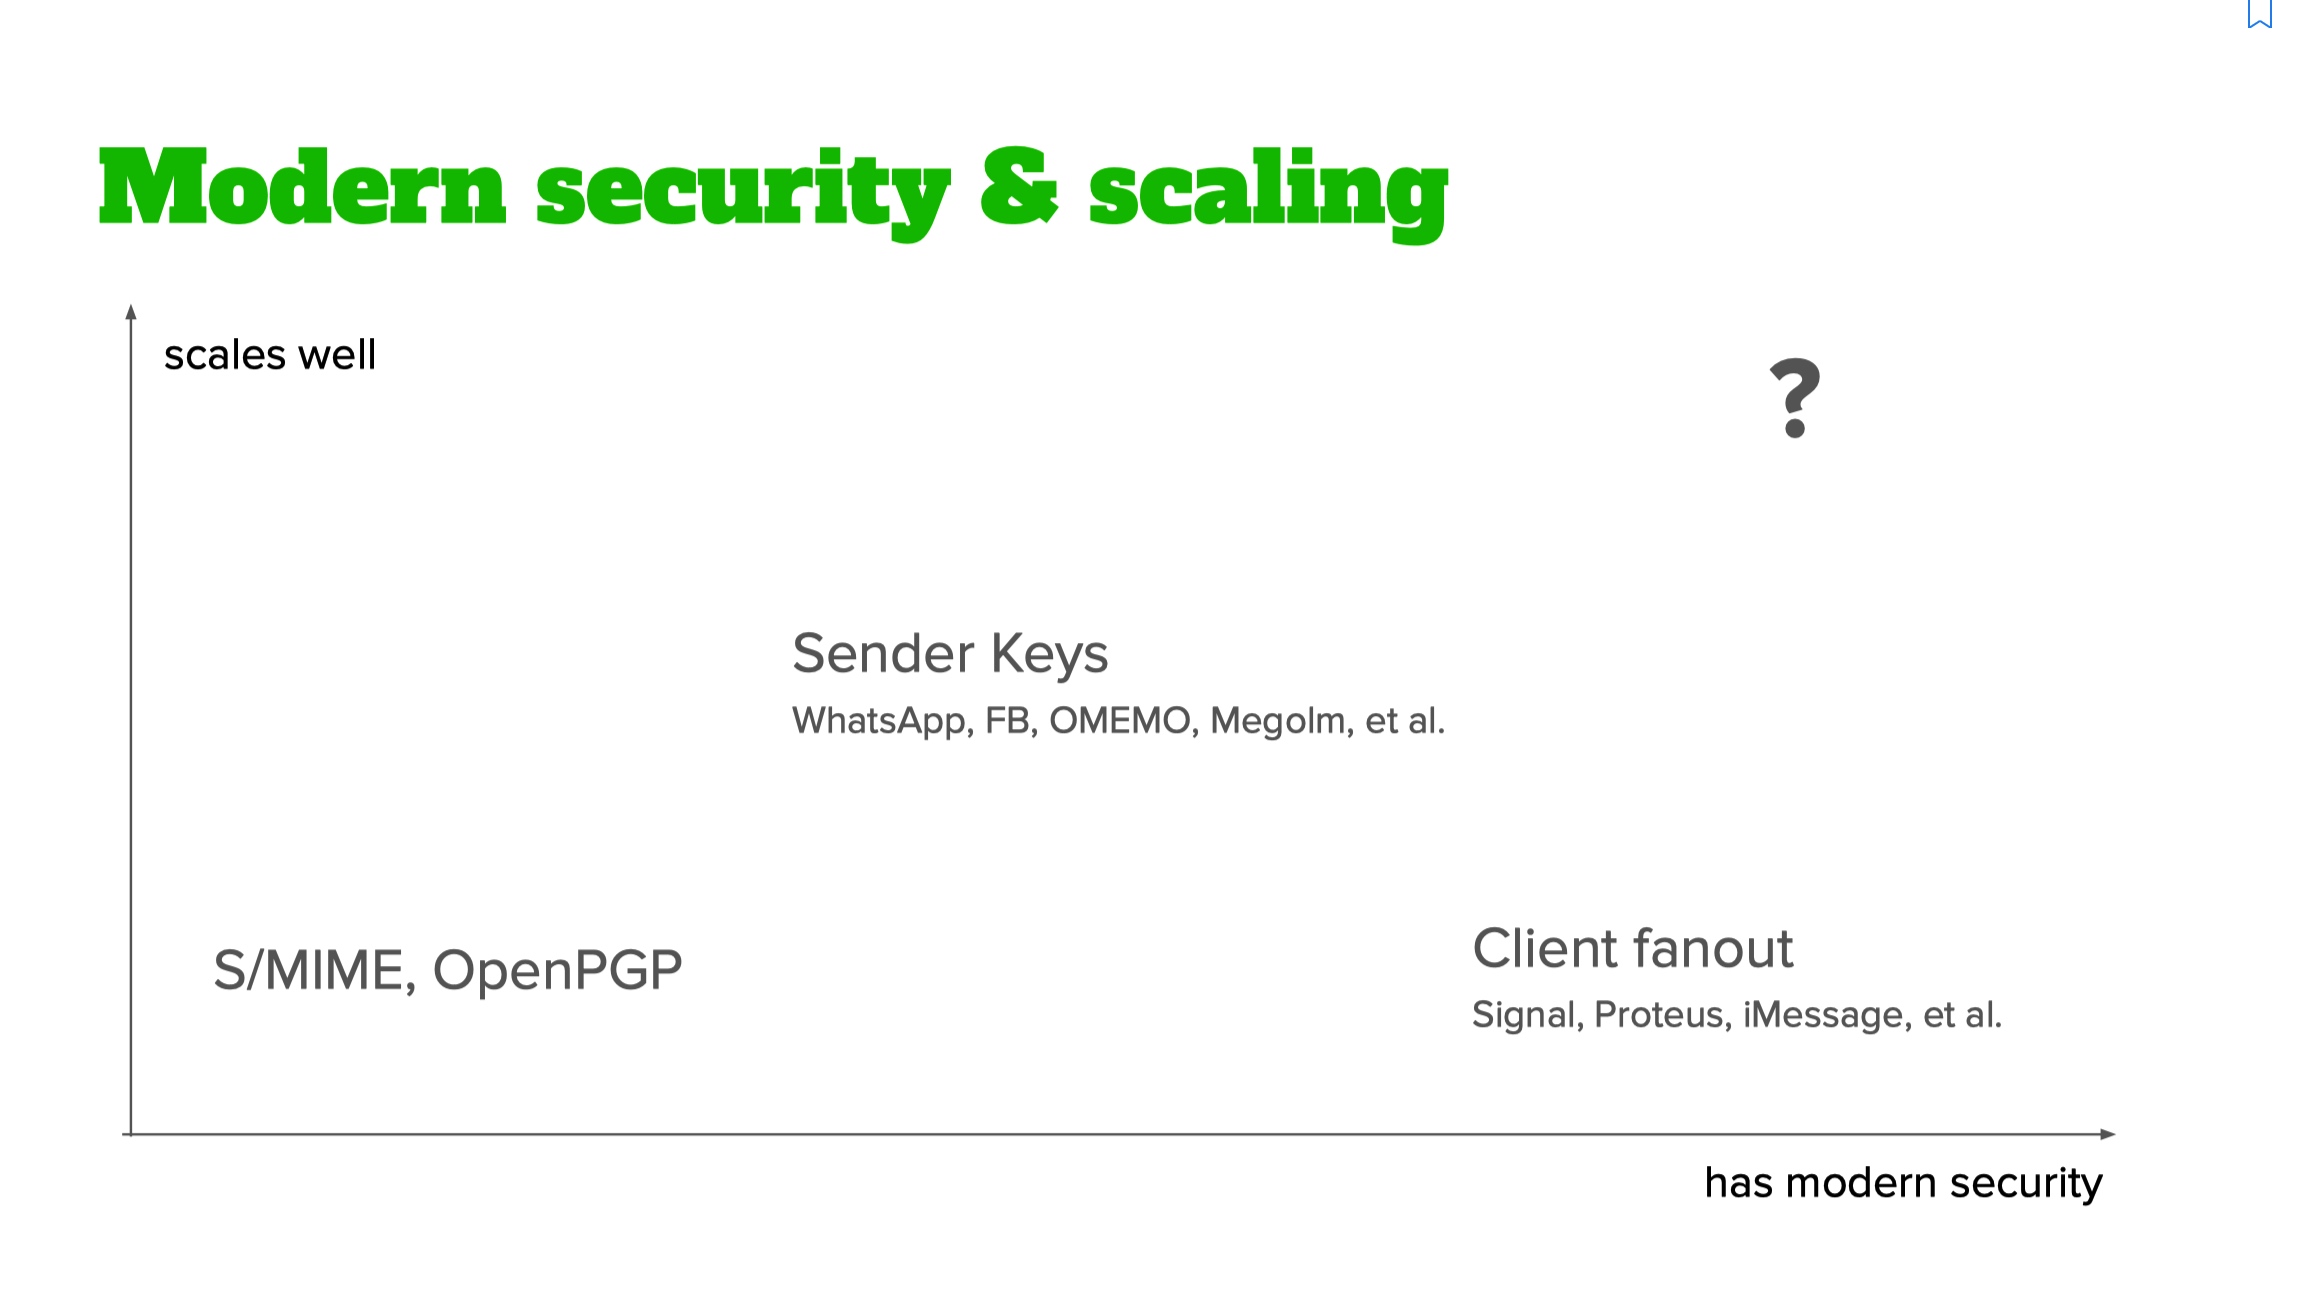 Modern security & scaling
scales well
?
Sender Keys
WhatsApp, FB, OMEMO, Megolm, et al.
S/MIME, OpenPGP
Client fanout
Signal, Proteus, iMessage, et al.
has modern security